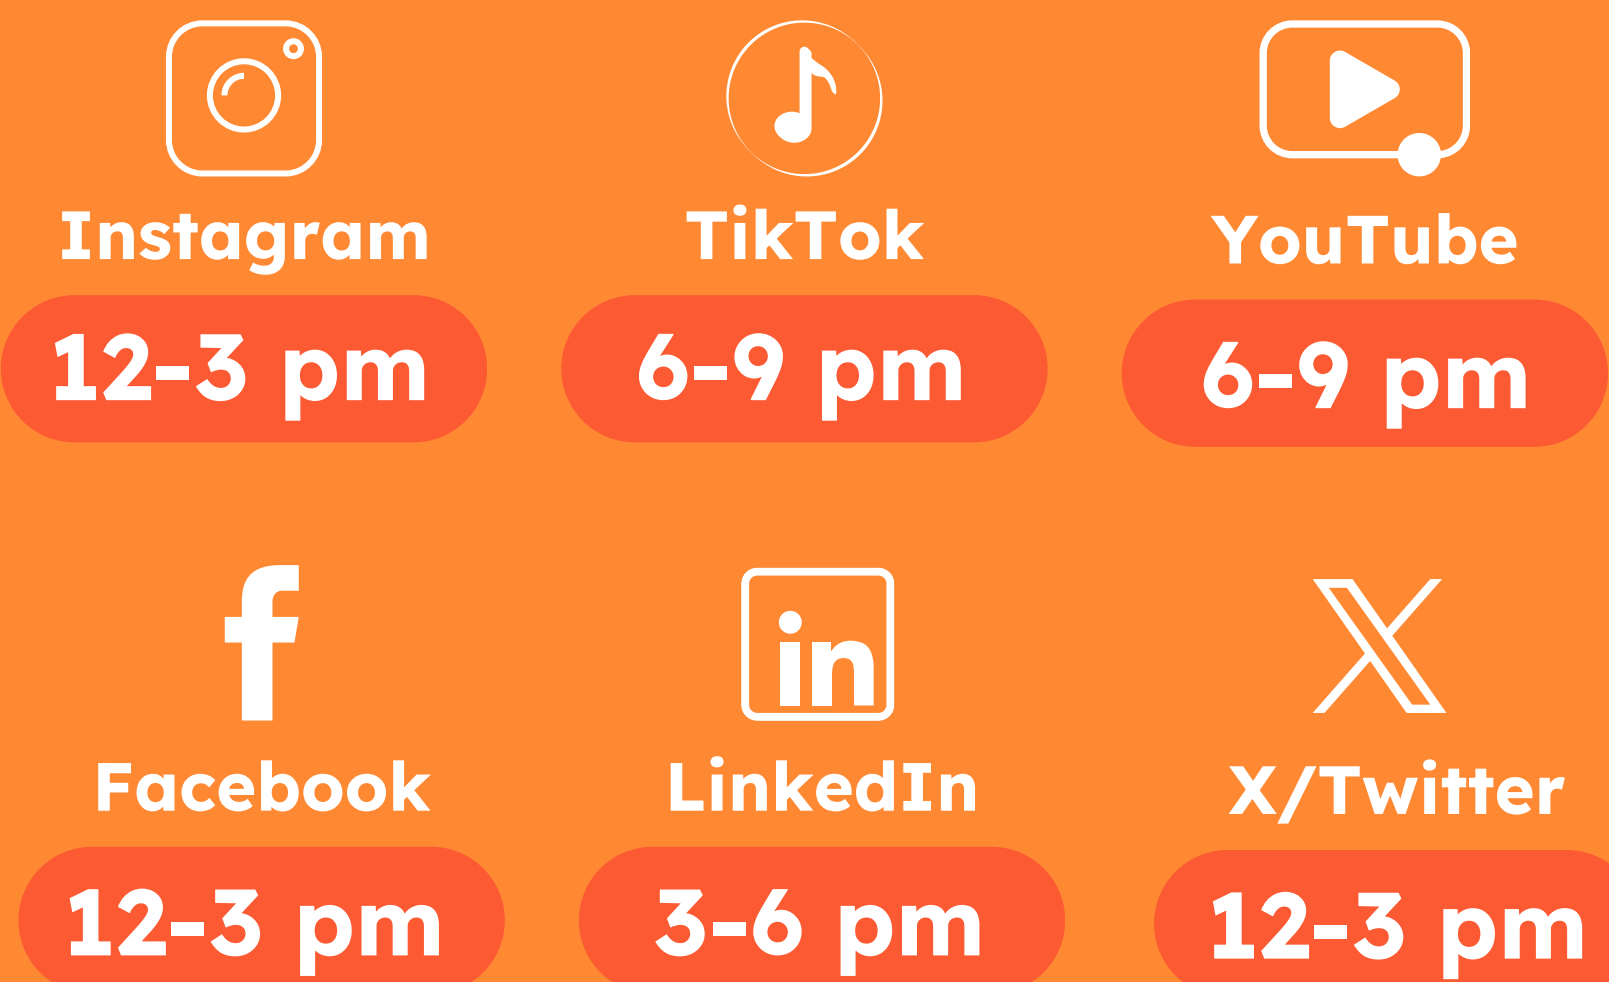 Instagram
TikTok
YouTube
12-3 pm
6-9 pm
6-9 pm
in
Facebook
LinkedIn
X/Twitter
12-3 pm
3-6 pm
12-3 pm